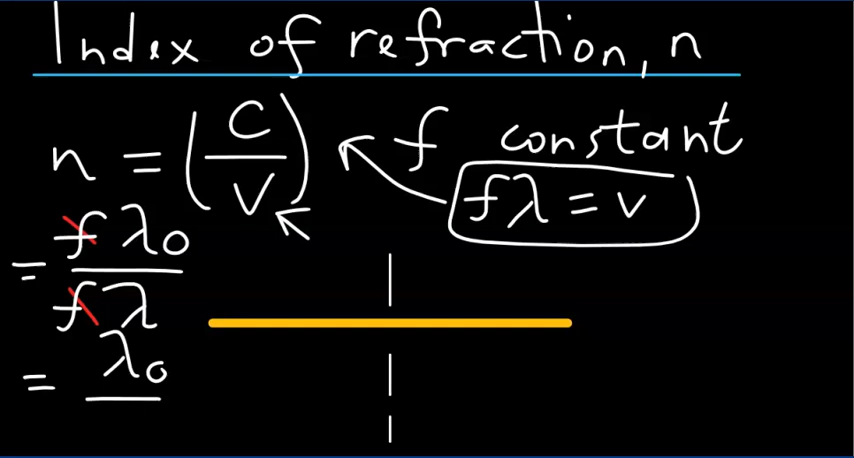 Index of refraction, n
n = (c/v) f constant
fλ = v
= fλ₀/fλ
= λ₀